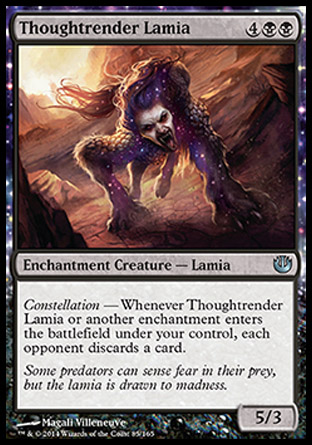 Thoughtrender Lamia 4
Enchantment Creature — Lamia
Constellation — Whenever Thoughtrender
Lamia or another enchantment enters
the battlefield under your control, each
opponent discards a card.
Some predators can sense fear in their prey,
but the lamia is drawn to madness.
5/3
Magali Villeneuve
™ & © 2014 Wizards of the Coast 85/165